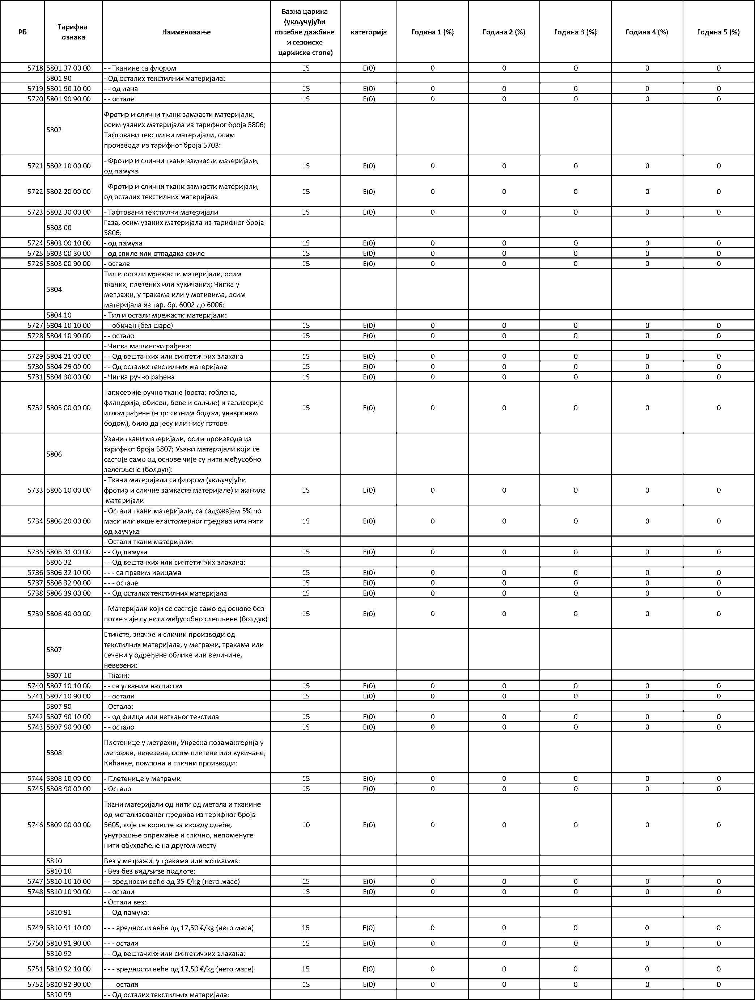 РБ Тарифна ознака Наименовање Базна царина (укључујући посебне дажбине и сезонске царинске стопе) категорија Година 1 (%) Година 2 (%) Година 3 (%) Година 4 (%) Година 5 (%)
5718 5801 37 00 00 - - Тканине са флором 15 E(0) 0 0 0 0 0
5801 90 - Од осталих текстилних материјала:
5719 5801 90 10 00 - - од лана 15 E(0) 0 0 0 0 0
5720 5801 90 90 00 - - остале 15 E(0) 0 0 0 0 0
5802 Фротир и слични ткани замкасти материјали,
осим узаних материјала из тарифног броја 5806;
Тафтовани текстилни материјали, осим
производа из тарифног броја 5703:
5721 5802 10 00 00 - Фротир и слични ткани замкасти материјали,
од памука 15 E(0) 0 0 0 0 0
5722 5802 20 00 00 - Фротир и слични ткани замкасти материјали,
од осталих текстилних материјала 15 E(0) 0 0 0 0 0
5723 5802 30 00 00 - Тафтовани текстилни материјали 15 E(0) 0 0 0 0 0
5803 00 Газа, осим узаних материјала из тарифног броја
5806:
5724 5803 00 10 00 - од памука 15 E(0) 0 0 0 0 0
5725 5803 00 30 00 - од свиле или отпадака свиле 15 E(0) 0 0 0 0 0
5726 5803 00 90 00 - остале 15 E(0) 0 0 0 0 0
5804 Тил и остали мрежасти материјали, осим
тканих, плетених или кукичаних; Чипка у
метражи, у тракама или у мотивима, осим
материјала из тар. бр. 6002 до 6006:
5804 10 - Тил и остали мрежасти материјали:
5727 5804 10 10 00 - - обичан (без шаре) 15 E(0) 0 0 0 0 0
5728 5804 10 90 00 - - остало 15 E(0) 0 0 0 0 0
- Чипка машински рађена:
5729 5804 21 00 00 - - Од вештачких или синтетичких влакана 15 E(0) 0 0 0 0 0
5730 5804 29 00 00 - - Од осталих текстилних материјала 15 E(0) 0 0 0 0 0
5731 5804 30 00 00 - Чипка ручно рађена 15 E(0) 0 0 0 0 0
5732 5805 00 00 00 Таписерије ручно ткане (врста: гоблена,
фландрија, обисон, бове и сличне) и таписерије
иглом рађене (нпр: ситним бодом, унакрсним
бодом), било да јесу или нису готове 15 E(0) 0 0 0 0 0
5806 Узани ткани материјали, осим производа из
тарифног броја 5807; Узани материјали који се
састоје само од основе чије су нити међусобно
залепљене (болдук):
5733 5806 10 00 00 - Ткани материјали са флором (укључујући
фротир и сличне замкасте материјале) и жанила
материјали 15 E(0) 0 0 0 0 0
5734 5806 20 00 00 - Остали ткани материјали, са садржајем 5% по
маси или више еластомерног предива или нити
од каучука 15 E(0) 0 0 0 0 0
- Остали ткани материјали:
5735 5806 31 00 00 - - Од памука 15 E(0) 0 0 0 0 0
5806 32 - - Од вештачких или синтетичких влакана:
5736 5806 32 10 00 - - - са правим ивицама 15 E(0) 0 0 0 0 0
5737 5806 32 90 00 - - - остале 15 E(0) 0 0 0 0 0
5738 5806 39 00 00 - - Од осталих текстилних материјала 15 E(0) 0 0 0 0 0
5739 5806 40 00 00 - Материјали који се састоје само од основе без
потке чије су нити међусобно слепљене (болдук) 15 E(0) 0 0 0 0 0
5807 Етикете, значке и слични производи од
текстилних материјала, у метражи, тракама или
сечени у одређене облике или величине,
невезени:
5807 10 - Ткани:
5740 5807 10 10 00 - - са утканим натписом 15 E(0) 0 0 0 0 0
5741 5807 10 90 00 - - остали 15 E(0) 0 0 0 0 0
5807 90 - Остало:
5742 5807 90 10 00 - - од филца или нетканог текстила 15 E(0) 0 0 0 0 0
5743 5807 90 90 00 - - остало 15 E(0) 0 0 0 0 0
5808 Плетенице у метражи; Украсна позамантерија у
метражи, невезена, осим плетене или кукичане;
Кићанке, помпони и слични производи:
5744 5808 10 00 00 - Плетенице у метражи 15 E(0) 0 0 0 0 0
5745 5808 90 00 00 - Остало 15 E(0) 0 0 0 0 0
5746 5809 00 00 00 Ткани материјали од нити од метала и тканине
од метализованог предива из тарифног броја
5605, које се користе за израду одеће,
унутрашње опремање и слично, непоменуте
нити обухваћене на другом месту 10 E(0) 0 0 0 0 0
5810 Вез у метражи, у тракама или мотивима:
5810 10 - Вез без видљиве подлоге:
5747 5810 10 10 00 - - вредности веће од 35 €/kg (нето масе) 15 E(0) 0 0 0 0 0
5748 5810 10 90 00 - - остали 15 E(0) 0 0 0 0 0
- Остали вез:
5810 91 - - Од памука:
5749 5810 91 10 00 - - - вредности веће од 17,50 €/kg (нето масе) 15 E(0) 0 0 0 0 0
5750 5810 91 90 00 - - - остали 15 E(0) 0 0 0 0 0
5810 92 - - Од вештачких или синтетичких влакана:
5751 5810 92 10 00 - - - вредности веће од 17,50 €/kg (нето масе) 15 E(0) 0 0 0 0 0
5752 5810 92 90 00 - - - остали 15 E(0) 0 0 0 0 0
5810 99 - - Од осталих текстилних материјала: